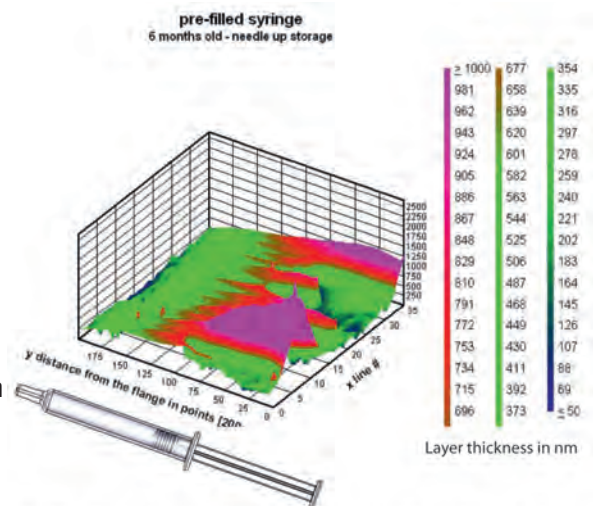 pre-filled syringe
6 months old - needle up storage
≥ 1000 677 354
981 658 335
962 639 316
943 620 297
924 601 278
905 582 259
886 563 240
867 544 221
848 525 202
829 506 183
810 487 164
791 468 145
772 449 126
753 430 107
734 411 88
715 392 69
696 373 ≤ 50
Layer thickness in nm
2500
2250
2000
1750
1500
1250
1000
750
500
250
35
30
25
20
15
10
5
0
x line #
175 150 125 100 75 50 25 0
y distance from the flange in points